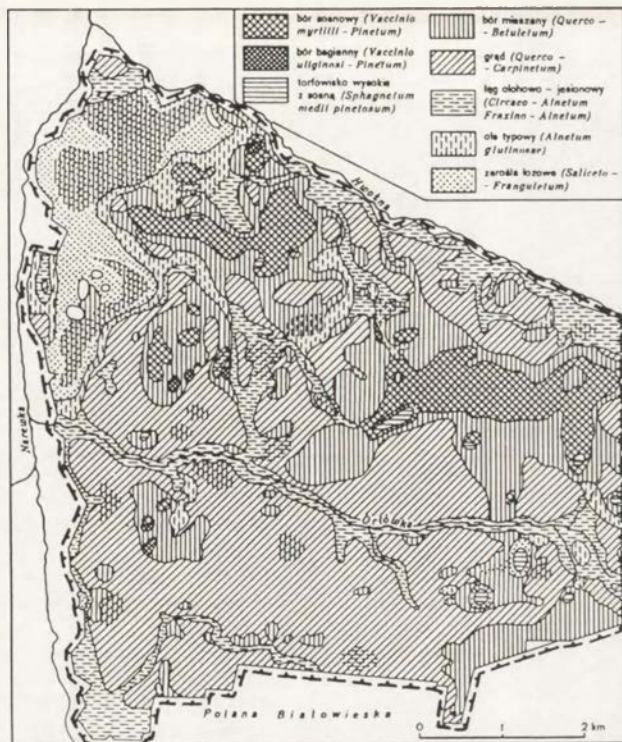 bór sosnowy (Vaccinio
myrtilli - Pinetum)
bór bagienny (Vaccinio
uliginosi - Pinetum)
torfowisko wysokie
z sosną (Sphagnetum
medii pinetosum)
bór mieszany (Querco -
- Betuletum)
grąd (Querco -
- Carpinetum)
łęg olchowo - jesionowy
(Circaeo - Alnetum
Fraxino - Alnetum)
ols typowy (Alnetum
glutinosae)
zarośla łozowe (Saliceto -
- Franguletum)
Hwoźna
Narewka
Orłówka
Polana Białowieska
0 1 2 km